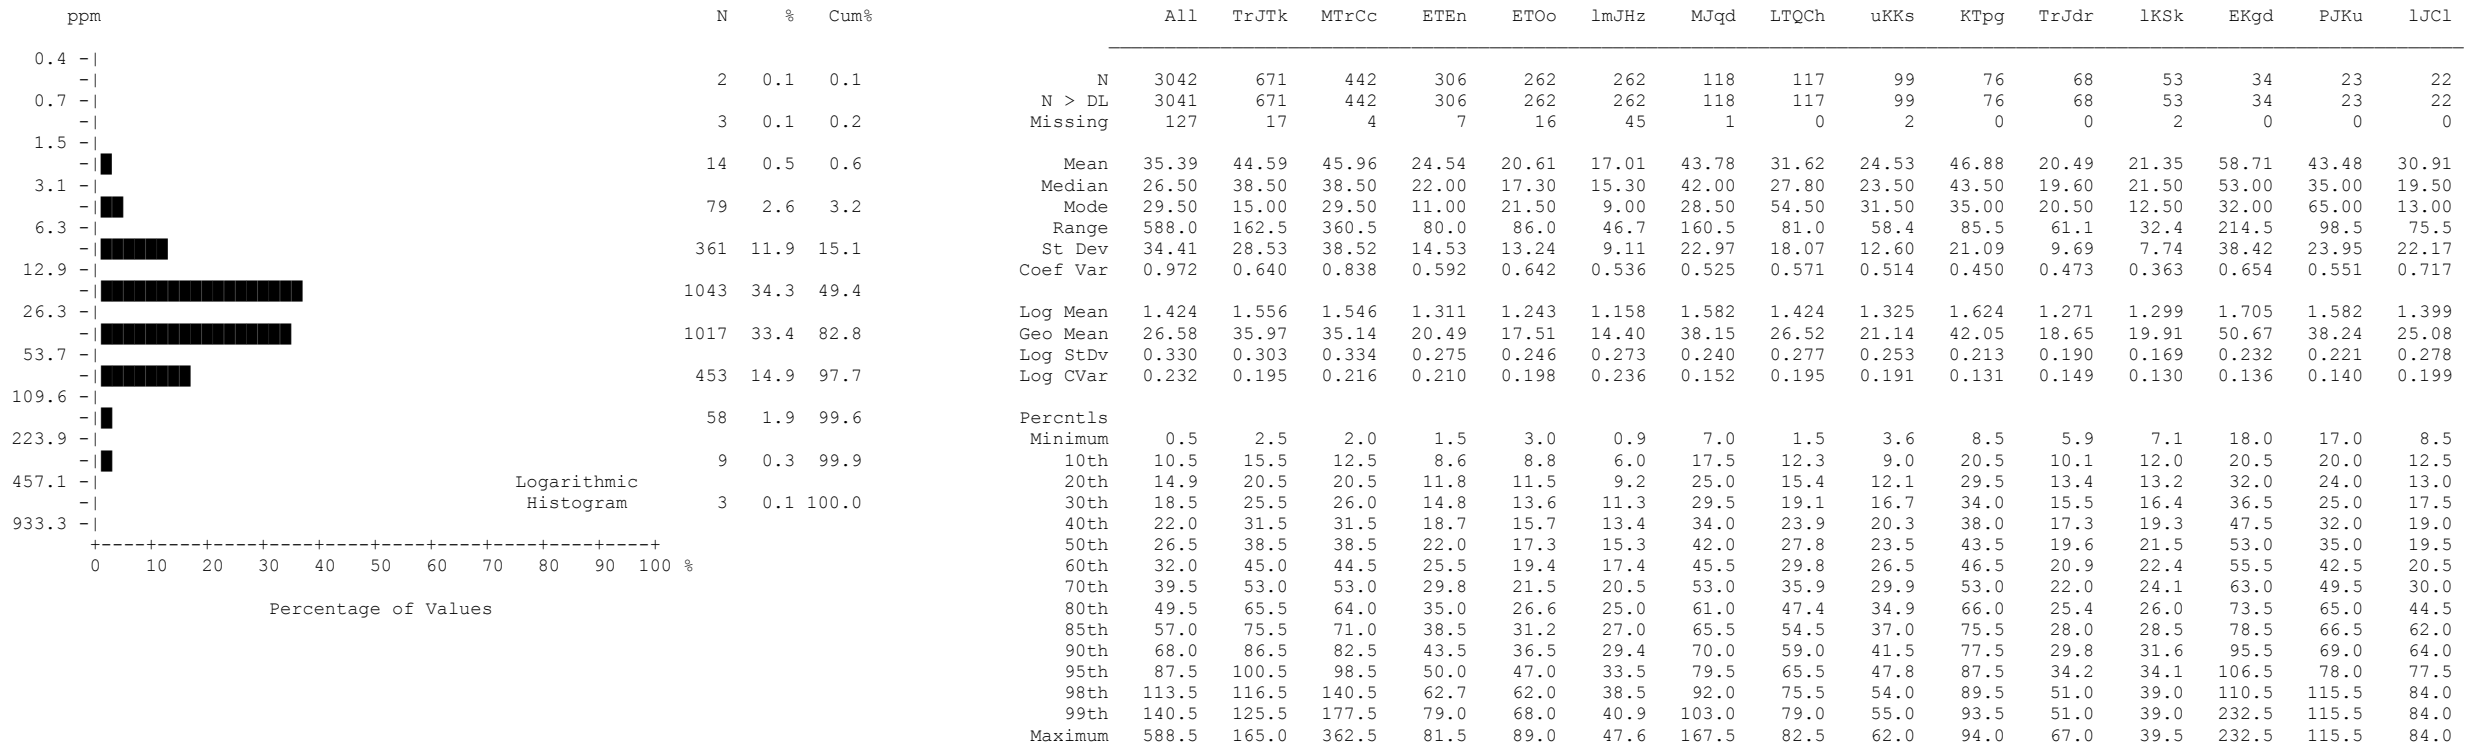 ppm N % Cum% All TrJTk MTrCc ETEn ETOo lmJHz MJqd LTQCh uKKs KTpg TrJdr lKSk EKgd PJKu lJCl
0.4 -|
-| 2 0.1 0.1 N 3042 671 442 306 262 262 118 117 99 76 68 53 34 23 22
0.7 -| N > DL 3041 671 442 306 262 262 118 117 99 76 68 53 34 23 22
-| 3 0.1 0.2 Missing 127 17 4 7 16 45 1 0 2 0 0 2 0 0 0
1.5 -|
-| 14 0.5 0.6 Mean 35.39 44.59 45.96 24.54 20.61 17.01 43.78 31.62 24.53 46.88 20.49 21.35 58.71 43.48 30.91
3.1 -| Median 26.50 38.50 38.50 22.00 17.30 15.30 42.00 27.80 23.50 43.50 19.60 21.50 53.00 35.00 19.50
-| 79 2.6 3.2 Mode 29.50 15.00 29.50 11.00 21.50 9.00 28.50 54.50 31.50 35.00 20.50 12.50 32.00 65.00 13.00
6.3 -| Range 588.0 162.5 360.5 80.0 86.0 46.7 160.5 81.0 58.4 85.5 61.1 32.4 214.5 98.5 75.5
-| 361 11.9 15.1 St Dev 34.41 28.53 38.52 14.53 13.24 9.11 22.97 18.07 12.60 21.09 9.69 7.74 38.42 23.95 22.17
12.9 -| Coef Var 0.972 0.640 0.838 0.592 0.642 0.536 0.525 0.571 0.514 0.450 0.473 0.363 0.654 0.551 0.717
-| 1043 34.3 49.4
26.3 -| Log Mean 1.424 1.556 1.546 1.311 1.243 1.158 1.582 1.424 1.325 1.624 1.271 1.299 1.705 1.582 1.399
-| 1017 33.4 82.8 Geo Mean 26.58 35.97 35.14 20.49 17.51 14.40 38.15 26.52 21.14 42.05 18.65 19.91 50.67 38.24 25.08
53.7 -| Log StDv 0.330 0.303 0.334 0.275 0.246 0.273 0.240 0.277 0.253 0.213 0.190 0.169 0.232 0.221 0.278
-| 453 14.9 97.7 Log CVar 0.232 0.195 0.216 0.210 0.198 0.236 0.152 0.195 0.191 0.131 0.149 0.130 0.136 0.140 0.199
109.6 -|
-| 58 1.9 99.6 Percntls
223.9 -| Minimum 0.5 2.5 2.0 1.5 3.0 0.9 7.0 1.5 3.6 8.5 5.9 7.1 18.0 17.0 8.5
-| 9 0.3 99.9 10th 10.5 15.5 12.5 8.6 8.8 6.0 17.5 12.3 9.0 20.5 10.1 12.0 20.5 20.0 12.5
457.1 -| Logarithmic 20th 14.9 20.5 20.5 11.8 11.5 9.2 25.0 15.4 12.1 29.5 13.4 13.2 32.0 24.0 13.0
-| Histogram 3 0.1 100.0 30th 18.5 25.5 26.0 14.8 13.6 11.3 29.5 19.1 16.7 34.0 15.5 16.4 36.5 25.0 17.5
933.3 -| 40th 22.0 31.5 31.5 18.7 15.7 13.4 34.0 23.9 20.3 38.0 17.3 19.3 47.5 32.0 19.0
+----+----+----+----+----+----+----+----+----+----+ 50th 26.5 38.5 38.5 22.0 17.3 15.3 42.0 27.8 23.5 43.5 19.6 21.5 53.0 35.0 19.5
0 10 20 30 40 50 60 70 80 90 100 % 60th 32.0 45.0 44.5 25.5 19.4 17.4 45.5 29.8 26.5 46.5 20.9 22.4 55.5 42.5 20.5
70th 39.5 53.0 53.0 29.8 21.5 20.5 53.0 35.9 29.9 53.0 22.0 24.1 63.0 49.5 30.0
Percentage of Values 80th 49.5 65.5 64.0 35.0 26.6 25.0 61.0 47.4 34.9 66.0 25.4 26.0 73.5 65.0 44.5
85th 57.0 75.5 71.0 38.5 31.2 27.0 65.5 54.5 37.0 75.5 28.0 28.5 78.5 66.5 62.0
90th 68.0 86.5 82.5 43.5 36.5 29.4 70.0 59.0 41.5 77.5 29.8 31.6 95.5 69.0 64.0
95th 87.5 100.5 98.5 50.0 47.0 33.5 79.5 65.5 47.8 87.5 34.2 34.1 106.5 78.0 77.5
98th 113.5 116.5 140.5 62.7 62.0 38.5 92.0 75.5 54.0 89.5 51.0 39.0 110.5 115.5 84.0
99th 140.5 125.5 177.5 79.0 68.0 40.9 103.0 79.0 55.0 93.5 51.0 39.0 232.5 115.5 84.0
Maximum 588.5 165.0 362.5 81.5 89.0 47.6 167.5 82.5 62.0 94.0 67.0 39.5 232.5 115.5 84.0